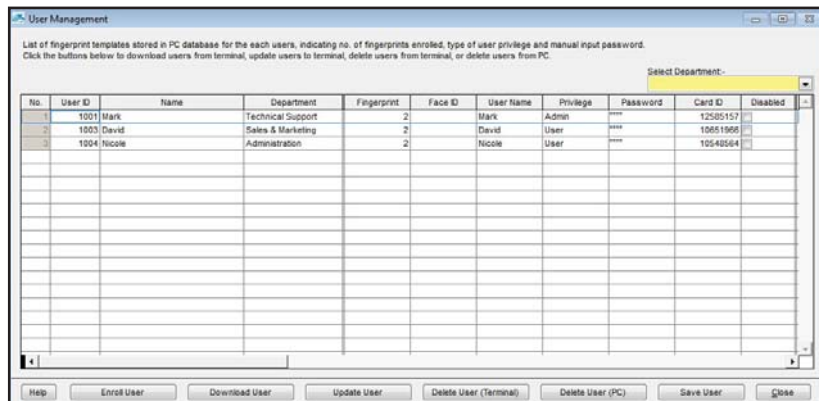 User Management
List of fingerprint templates stored in PC database for the each users, indicating no. of fingerprints enrolled, type of user privilege and manual input password.
Click the buttons below to download users from terminal, update users to terminal, delete users from terminal, or delete users from PC.
Select Department:-
No. User ID Name Department Fingerprint Face ID User Name Privilege Password Card ID Disabled
1 1001 Mark Technical Support 2 Mark Admin **** 12585157
2 1003 David Sales & Marketing 2 David User **** 10651966
3 1004 Nicole Administration 2 Nicole User **** 10548564
Help Enroll User Download User Update User Delete User (Terminal) Delete User (PC) Save User Close